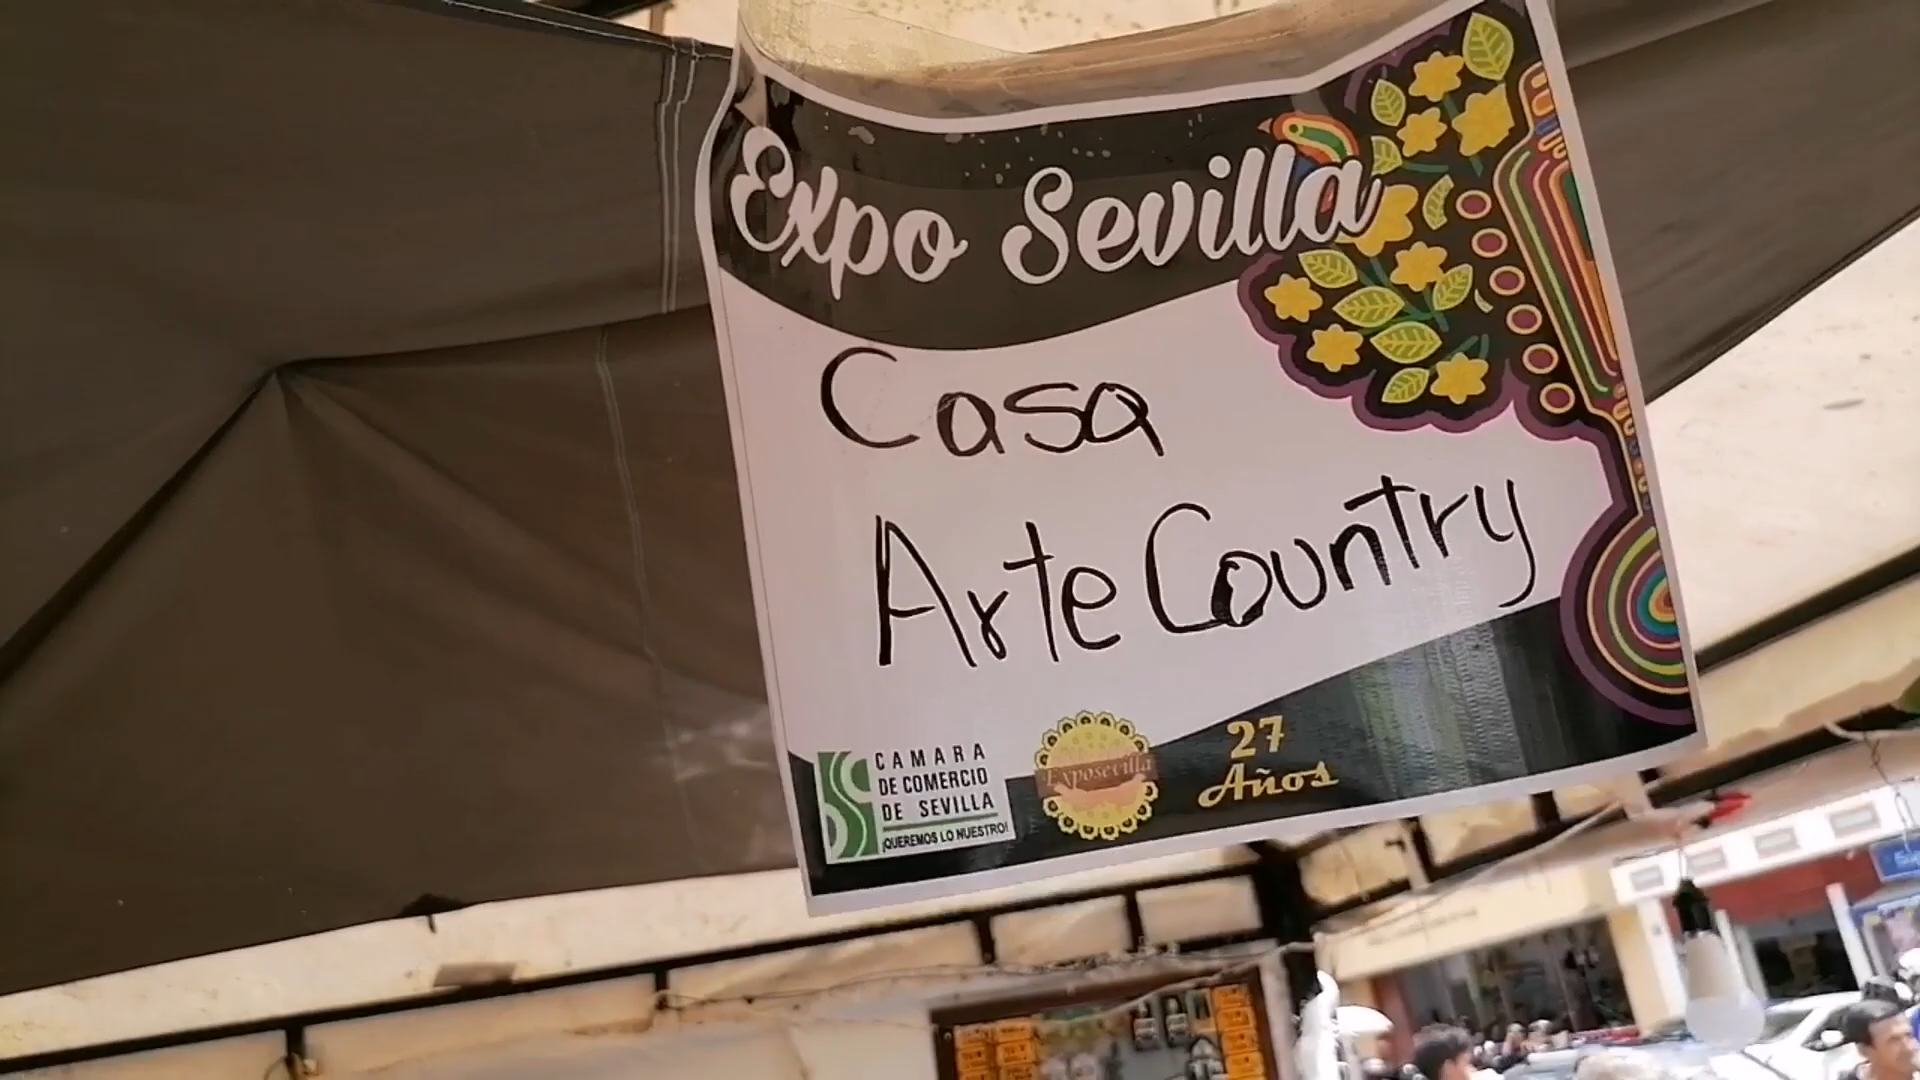 Expo Sevilla
Casa
Arte Country
CAMARA
DE COMERCIO
DE SEVILLA
¡QUEREMOS LO NUESTRO!
Exposevilla
27
Años